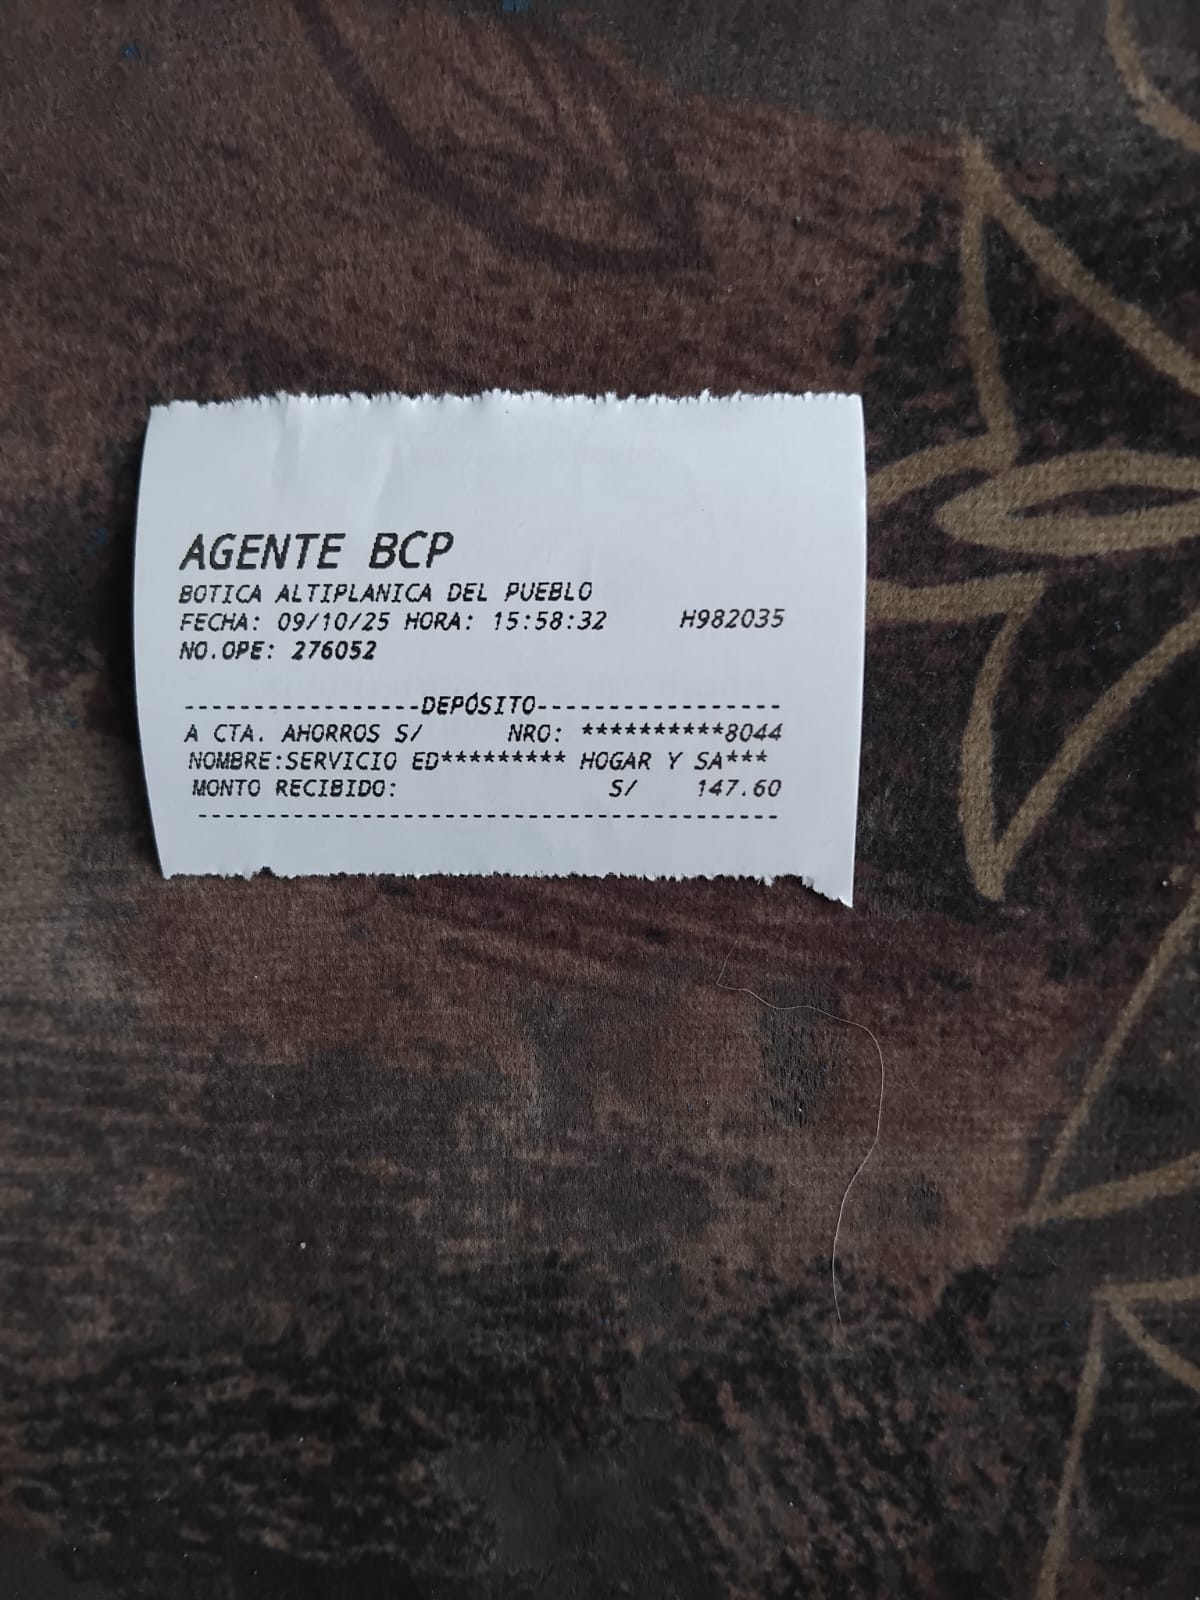 AGENTE BCP
BOTICA ALTIPLANICA DEL PUEBLO
FECHA: 09/10/25 HORA: 15:58:32 H982035
NO.OPE: 276052
-----------------DEPÓSITO-----------------
A CTA. AHORROS S/ NRO: **********8044
NOMBRE:SERVICIO ED********* HOGAR Y SA***
MONTO RECIBIDO: S/ 147.60
------------------------------------------